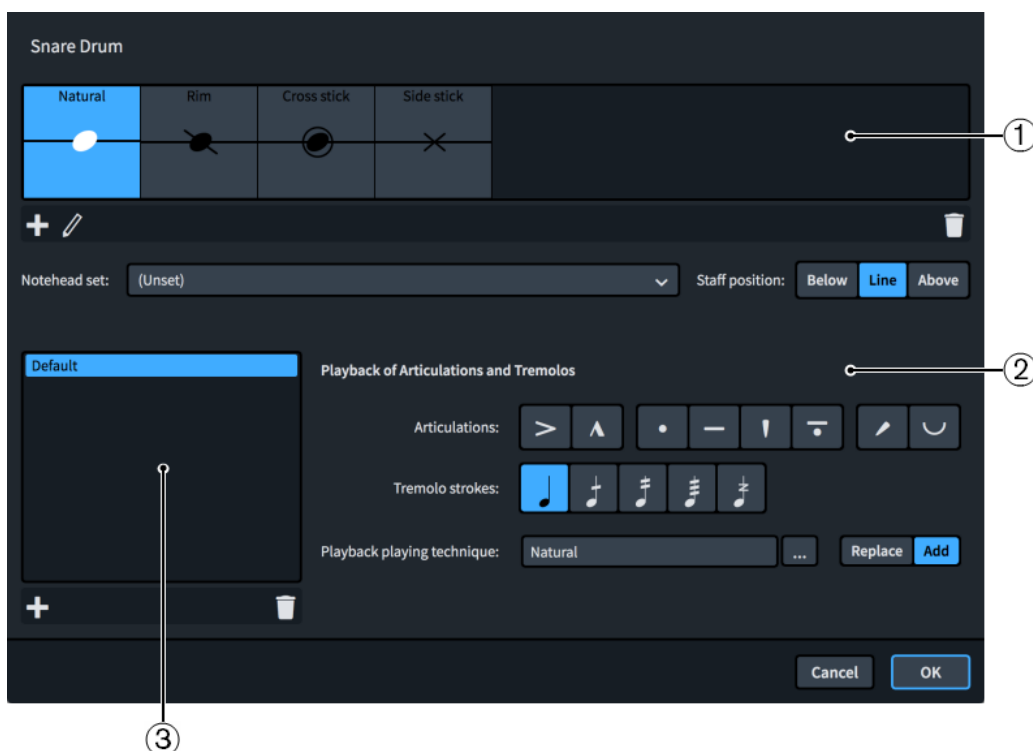 Snare Drum
Natural Rim Cross stick Side stick
①
Notehead set: (Unset) Staff position: Below Line Above
Default
Playback of Articulations and Tremolos
②
Articulations:
Tremolo strokes:
Playback playing technique: Natural ... Replace Add
Cancel OK
③